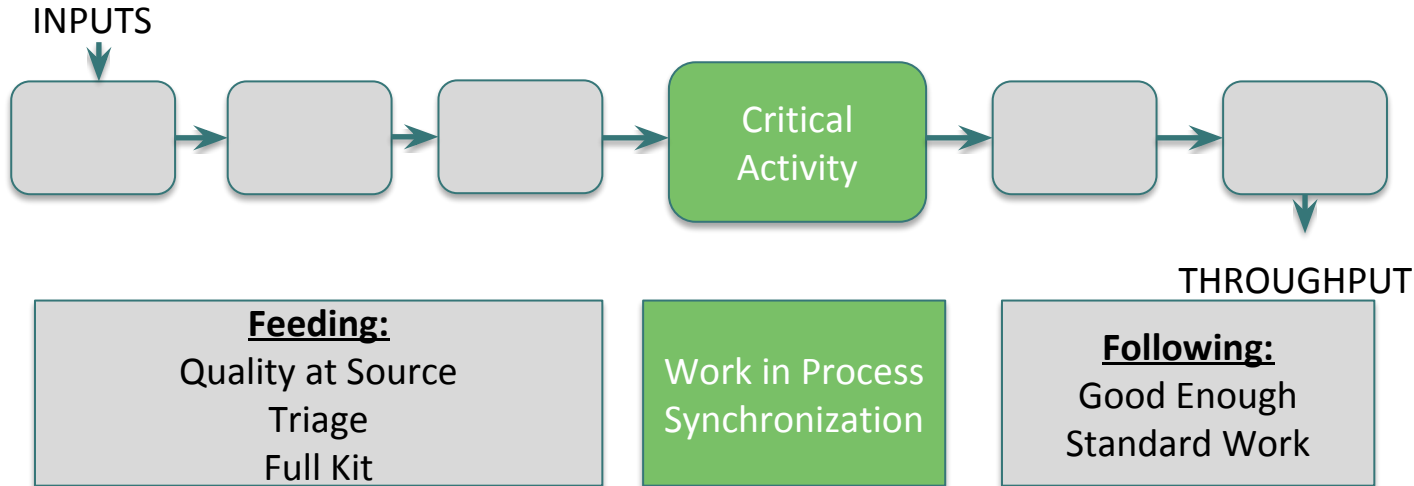 INPUTS
Critical
Activity
THROUGHPUT
Feeding:
Quality at Source
Triage
Full Kit
Work in Process
Synchronization
Following:
Good Enough
Standard Work